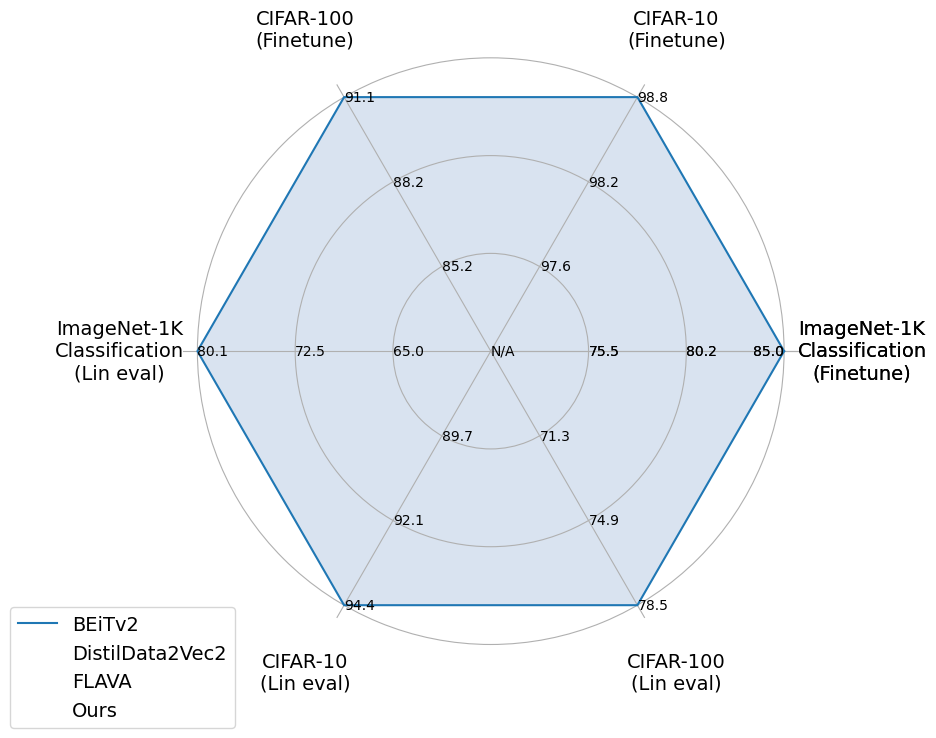 CIFAR-100
(Finetune)
CIFAR-10
(Finetune)
91.1
98.8
88.2
98.2
85.2
97.6
ImageNet-1K
Classification
(Lin eval)
80.1
72.5
65.0
N/A
75.5
80.2
85.0
ImageNet-1K
Classification
(Finetune)
89.7
71.3
92.1
74.9
94.4
78.5
CIFAR-10
(Lin eval)
CIFAR-100
(Lin eval)
BEiTv2
DistilData2Vec2
FLAVA
Ours